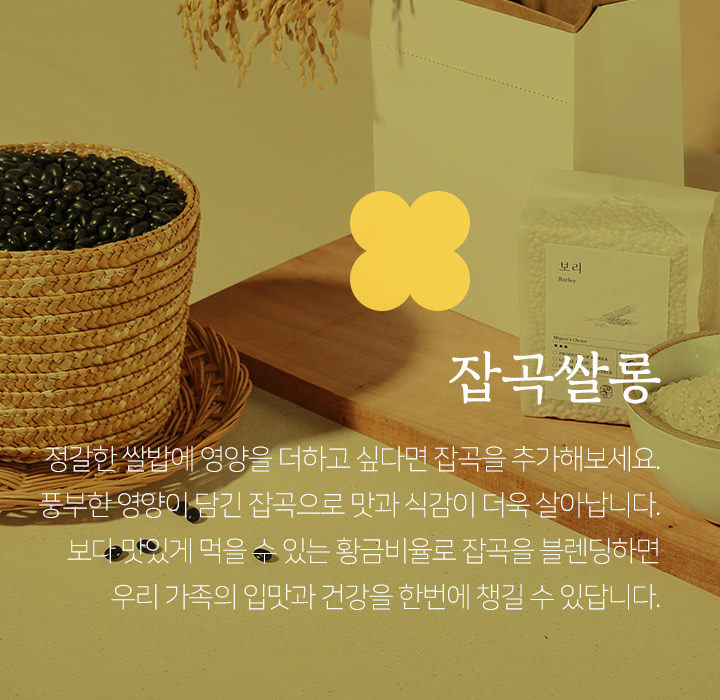 보리
Barley
잡곡쌀롱
정갈한 쌀밥에 영양을 더하고 싶다면 잡곡을 추가해보세요.
풍부한 영양이 담긴 잡곡으로 맛과 식감이 더욱 살아납니다.
보다 맛있게 먹을 수 있는 황금비율로 잡곡을 블렌딩하면
우리 가족의 입맛과 건강을 한번에 챙길 수 있답니다.